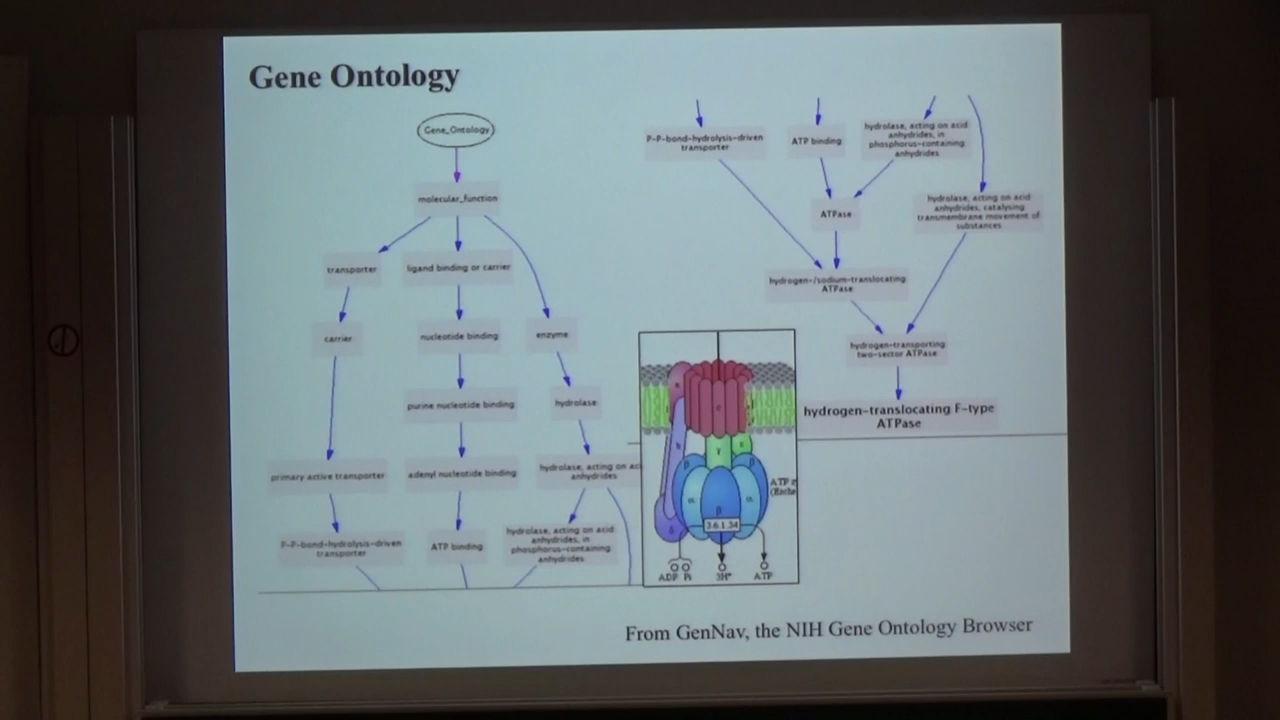 Gene Ontology
Gene_Ontology
molecular_function
transporter
ligand binding or carrier
carrier
nucleotide binding
enzyme
purine nucleotide binding
hydrolase
primary active transporter
adenyl nucleotide binding
hydrolase, acting on acid
anhydrides
P-P-bond-hydrolysis-driven
transporter
ATP binding
hydrolase, acting on acid
anhydrides, in
phosphorus-containing
anhydrides
P-P-bond-hydrolysis-driven
transporter
ATP binding
hydrolase, acting on acid
anhydrides, in
phosphorus-containing
anhydrides
ATPase
hydrolase, acting on acid
anhydrides, catalysing
transmembrane movement of
substances
hydrogen-/sodium-translocating
ATPase
hydrogen-transporting
two-sector ATPase
hydrogen-translocating F-type
ATPase
c
b
γ
ε
β
β
α
β
α
δ
3.6.1.34
ADP Pi
3H+
ATP
From GenNav, the NIH Gene Ontology Browser